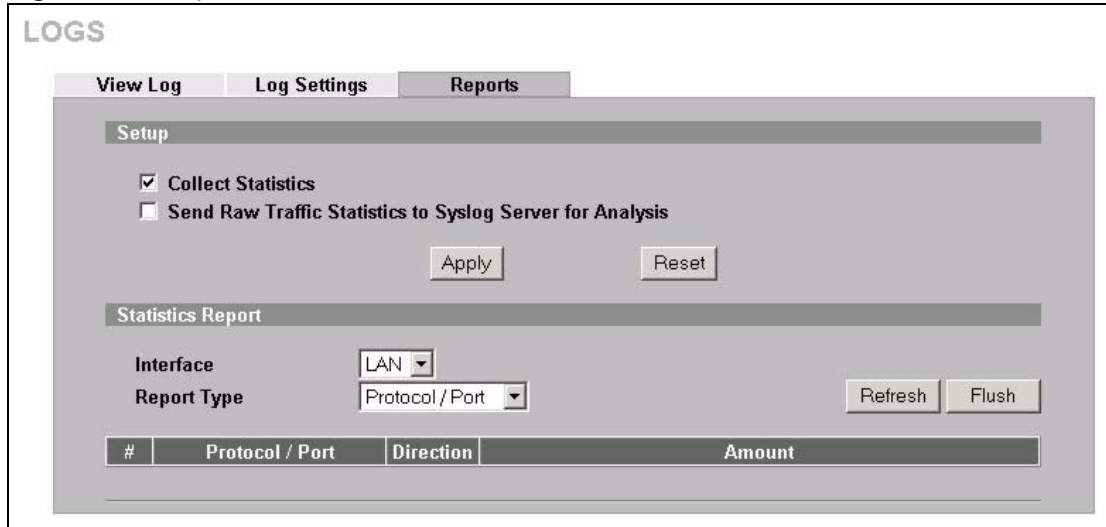 LOGS
View Log Log Settings Reports
Setup
Collect Statistics
Send Raw Traffic Statistics to Syslog Server for Analysis
Apply Reset
Statistics Report
Interface LAN
Report Type Protocol / Port Refresh Flush
# Protocol / Port Direction Amount